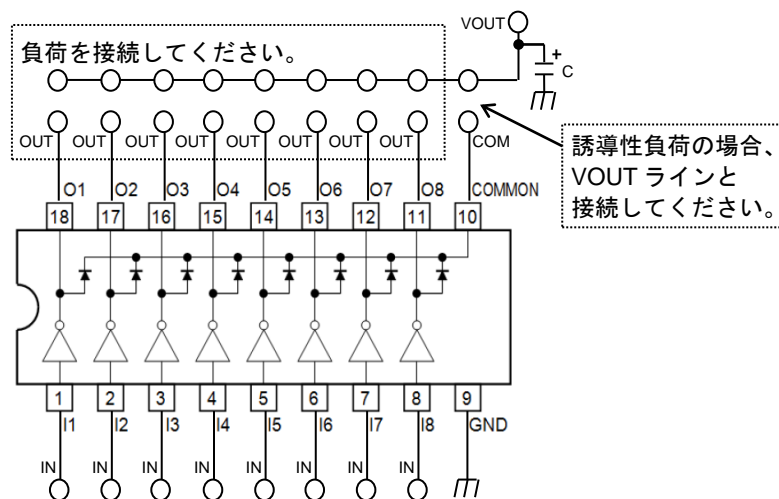 VOUT
負荷を接続してください。
+
C
OUT OUT OUT OUT OUT OUT OUT OUT COM
誘導性負荷の場合、
VOUT ラインと
接続してください。
O1 O2 O3 O4 O5 O6 O7 O8 COMMON
18 17 16 15 14 13 12 11 10
1 2 3 4 5 6 7 8 9
I1 I2 I3 I4 I5 I6 I7 I8 GND
IN IN IN IN IN IN IN IN